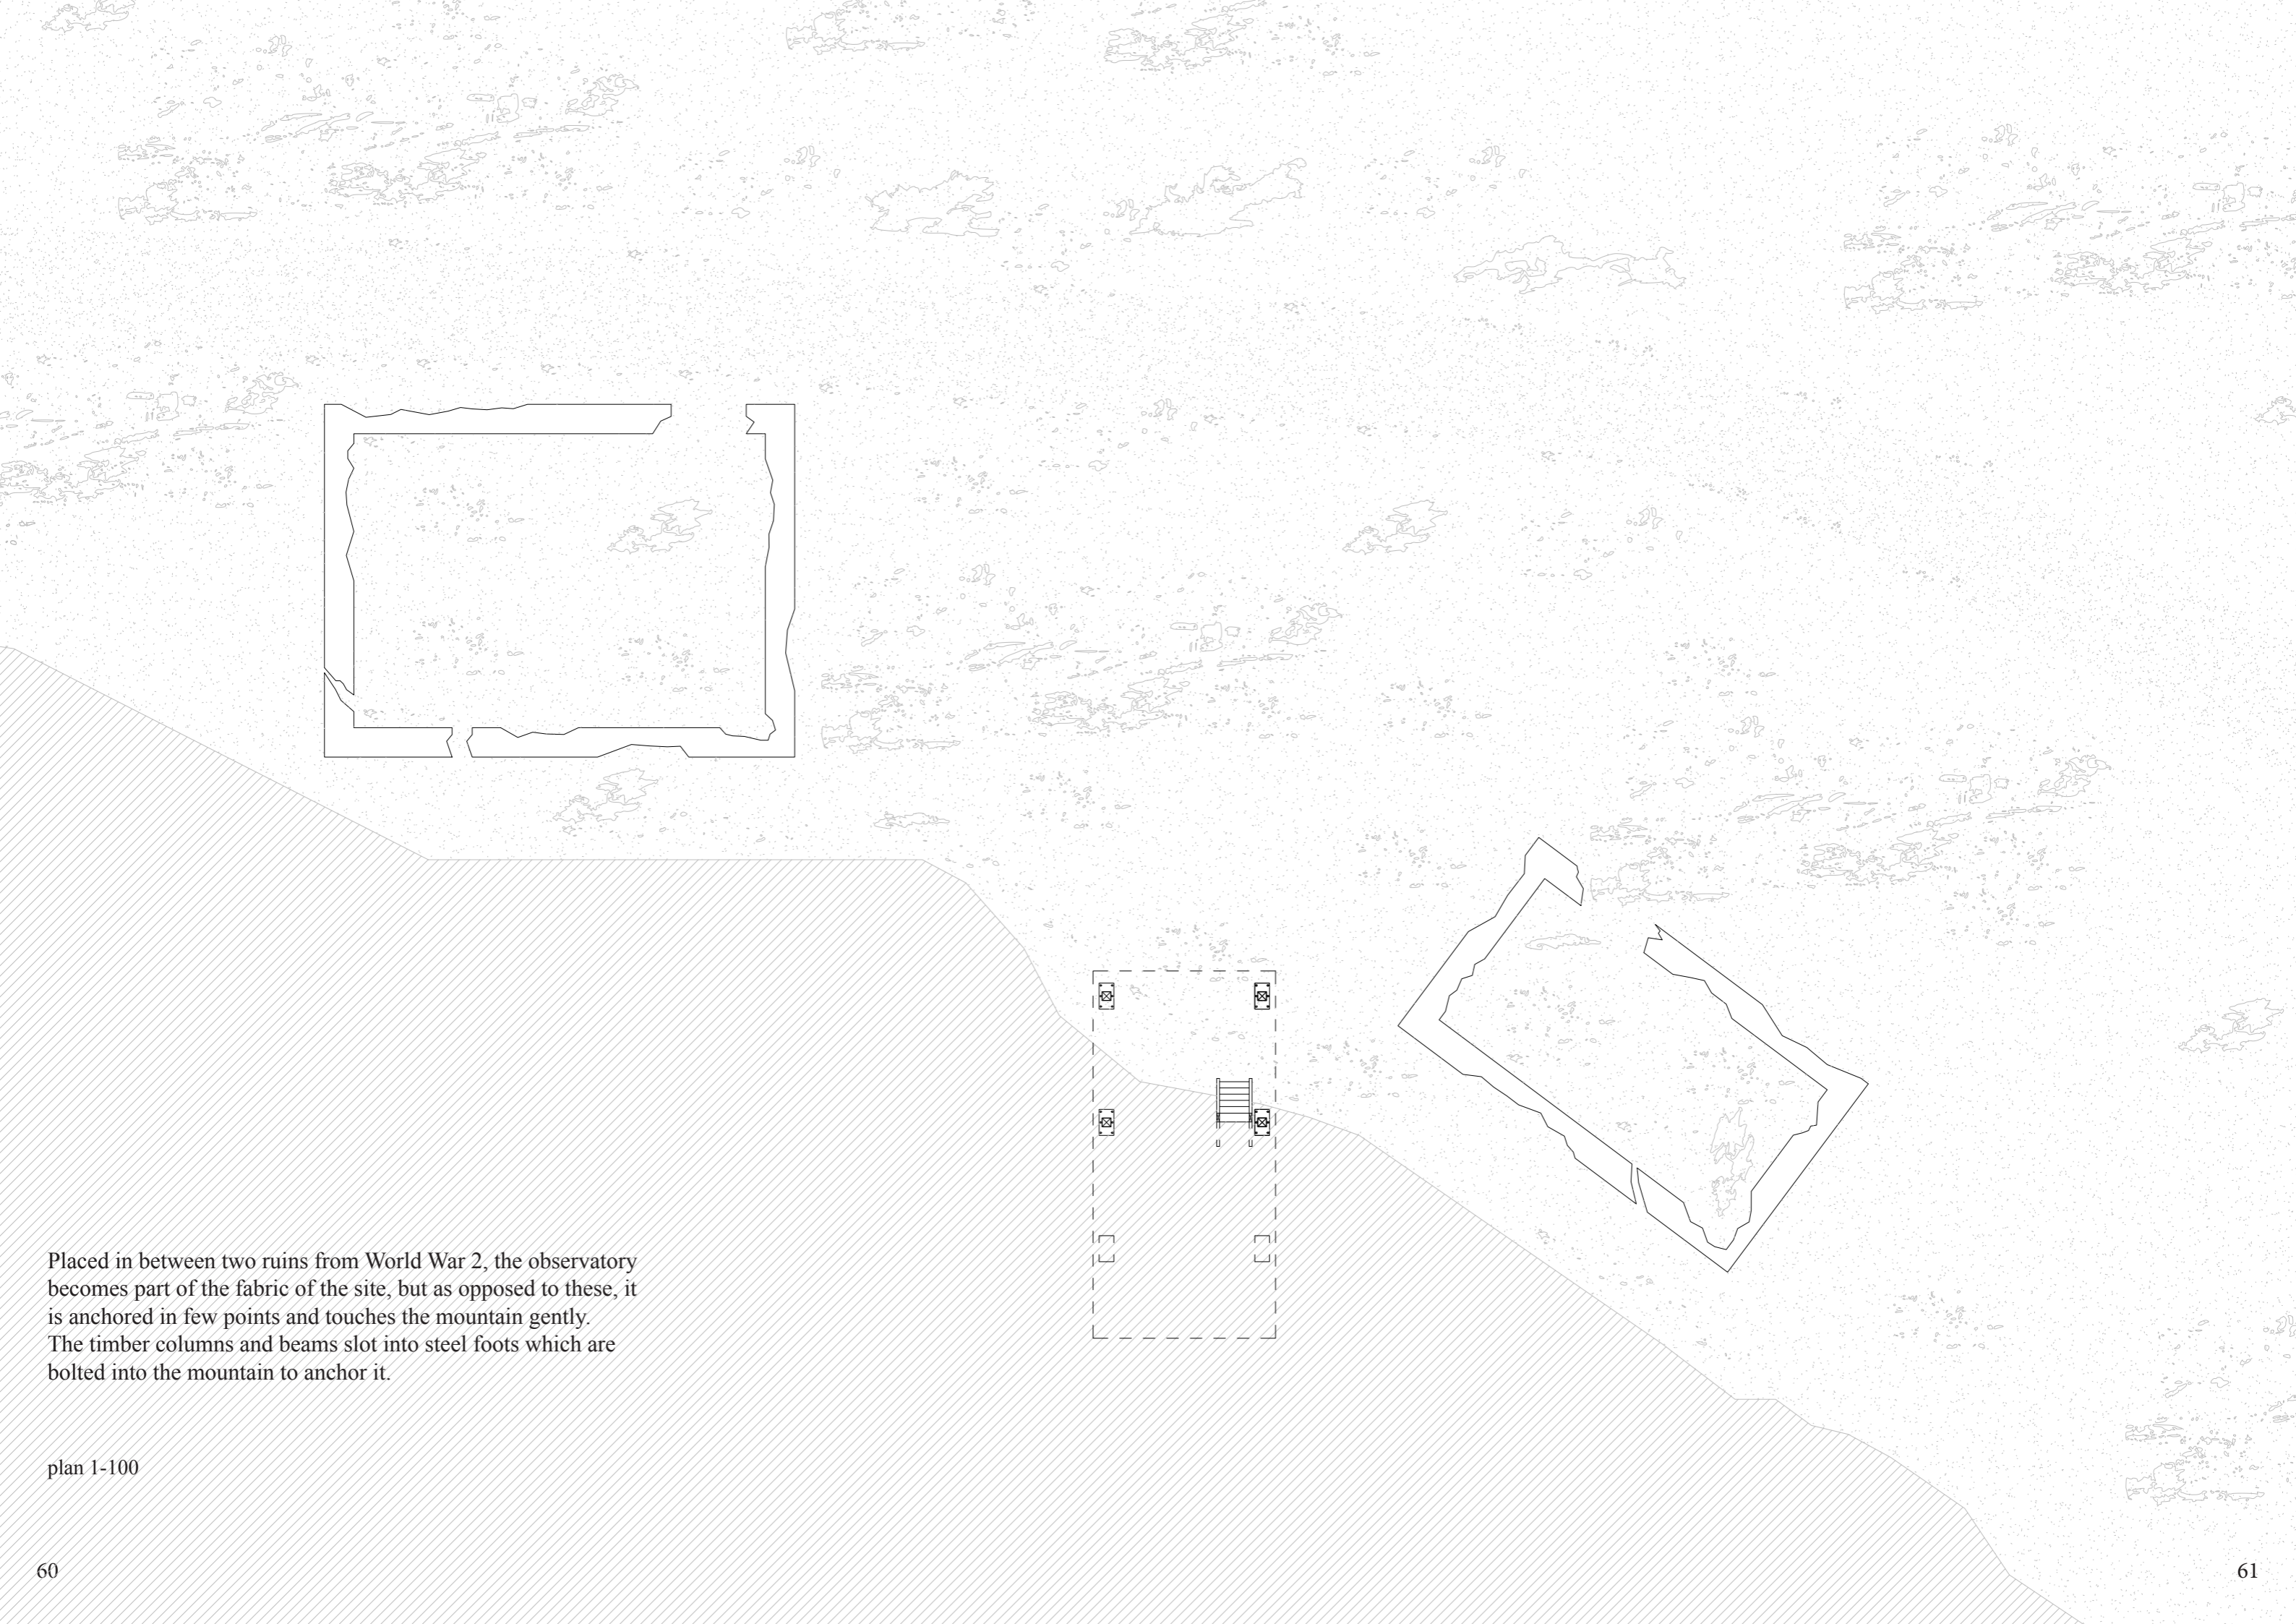 Placed in between two ruins from World War 2, the observatory
becomes part of the fabric of the site, but as opposed to these, it
is anchored in few points and touches the mountain gently.
The timber columns and beams slot into steel foots which are
bolted into the mountain to anchor it.
plan 1-100
60
61